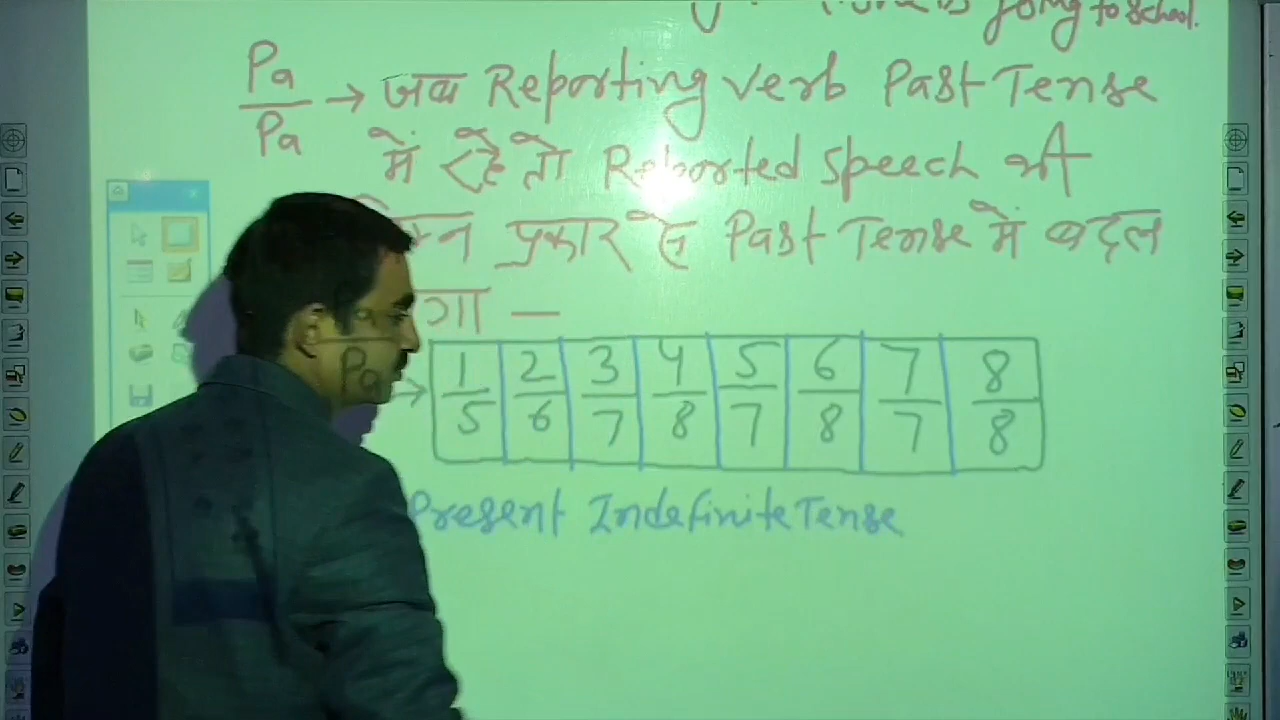 going to school.
Pa
Pa → जब Reporting verb Past Tense
में रहे तो Reported Speech भी
प्रकार से Past Tense में बदल
गा —
Pa → 1/5 2/6 3/7 4/8 5/7 6/8 7/7 8/8
Present Indefinite Tense